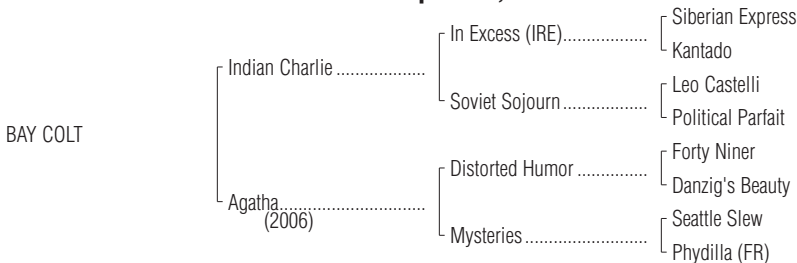 Siberian Express
In Excess (IRE)
Kantado
Indian Charlie
Leo Castelli
Soviet Sojourn
Political Parfait
BAY COLT
Forty Niner
Distorted Humor
Danzig's Beauty
Agatha
(2006)
Seattle Slew
Mysteries
Phydilla (FR)